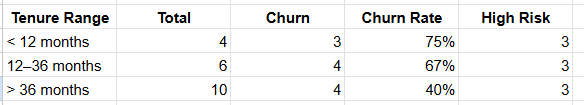 Tenure Range Total Churn Churn Rate High Risk
< 12 months 4 3 75% 3
12–36 months 6 4 67% 3
> 36 months 10 4 40% 3